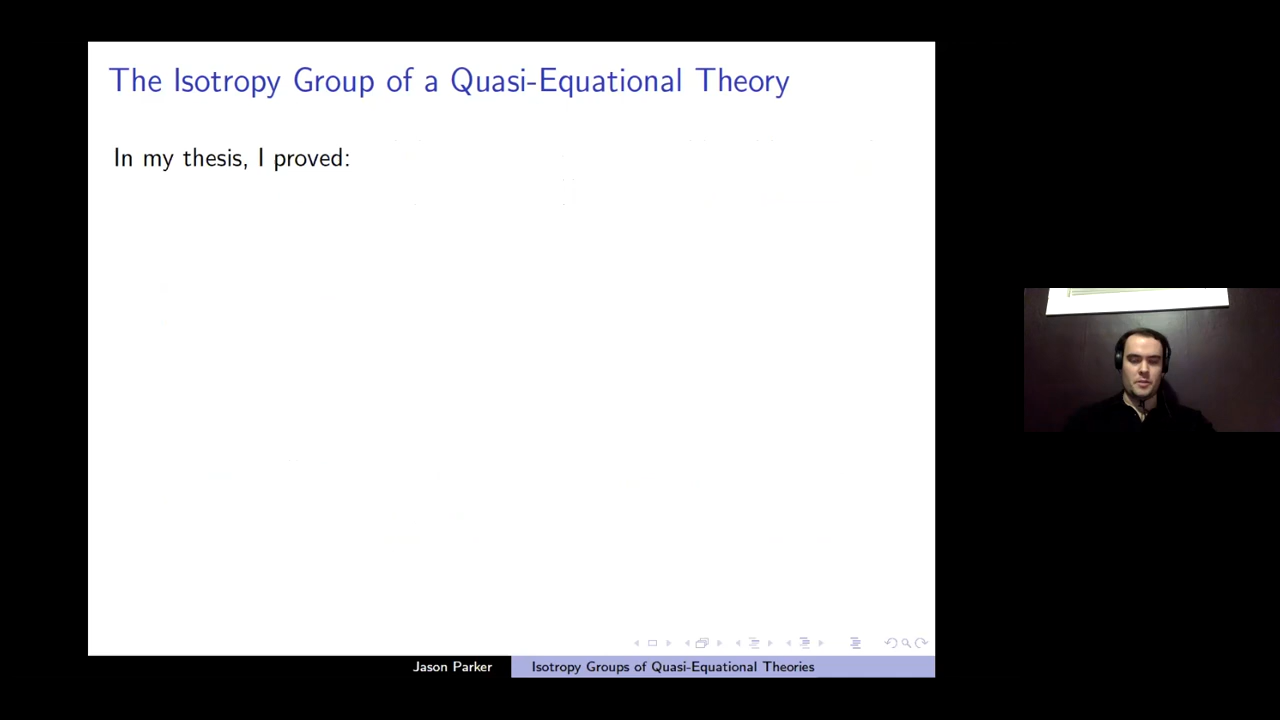 The Isotropy Group of a Quasi-Equational Theory
In my thesis, I proved:
Jason Parker
Isotropy Groups of Quasi-Equational Theories